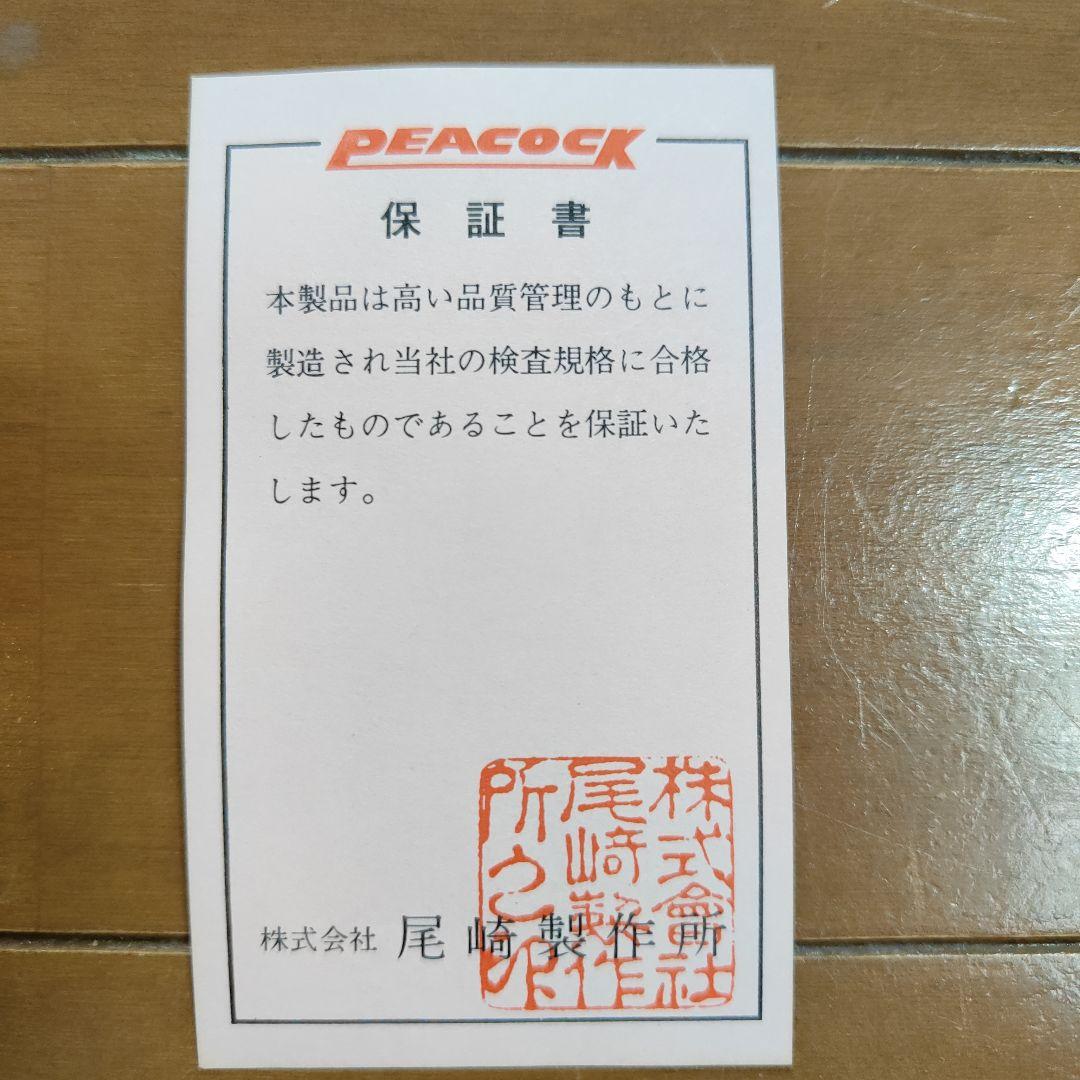 PEACOCK
保証書
本製品は高い品質管理のもとに
製造され当社の検査規格に合格
したものであることを保証いた
します。
株式会社 尾崎製作所
株式會社
尾崎製作
所之印